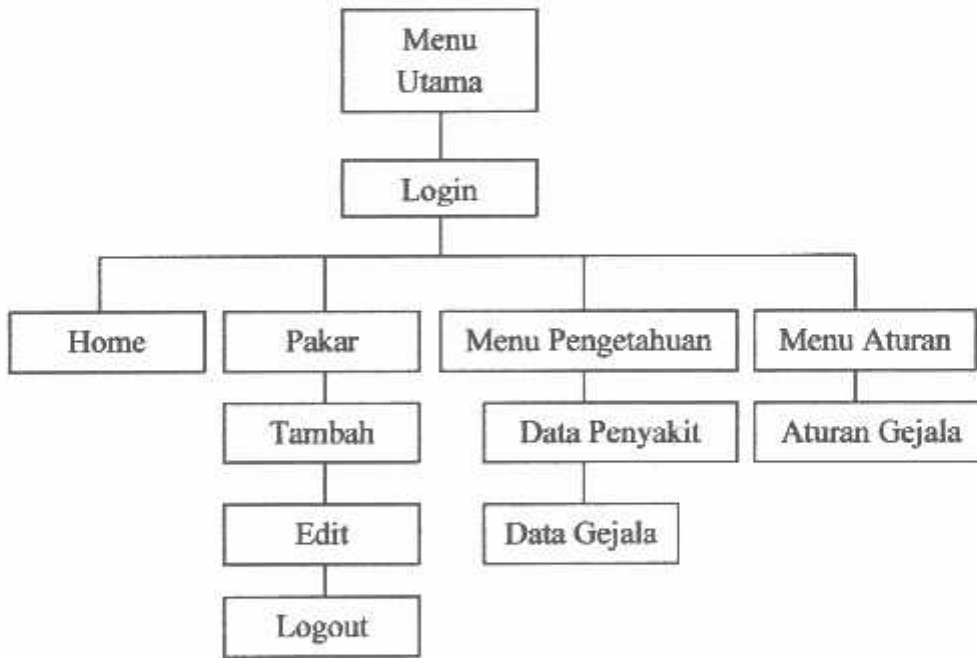 Menu
Utama
Login
Home
Pakar
Menu Pengetahuan
Menu Aturan
Tambah
Data Penyakit
Aturan Gejala
Edit
Data Gejala
Logout